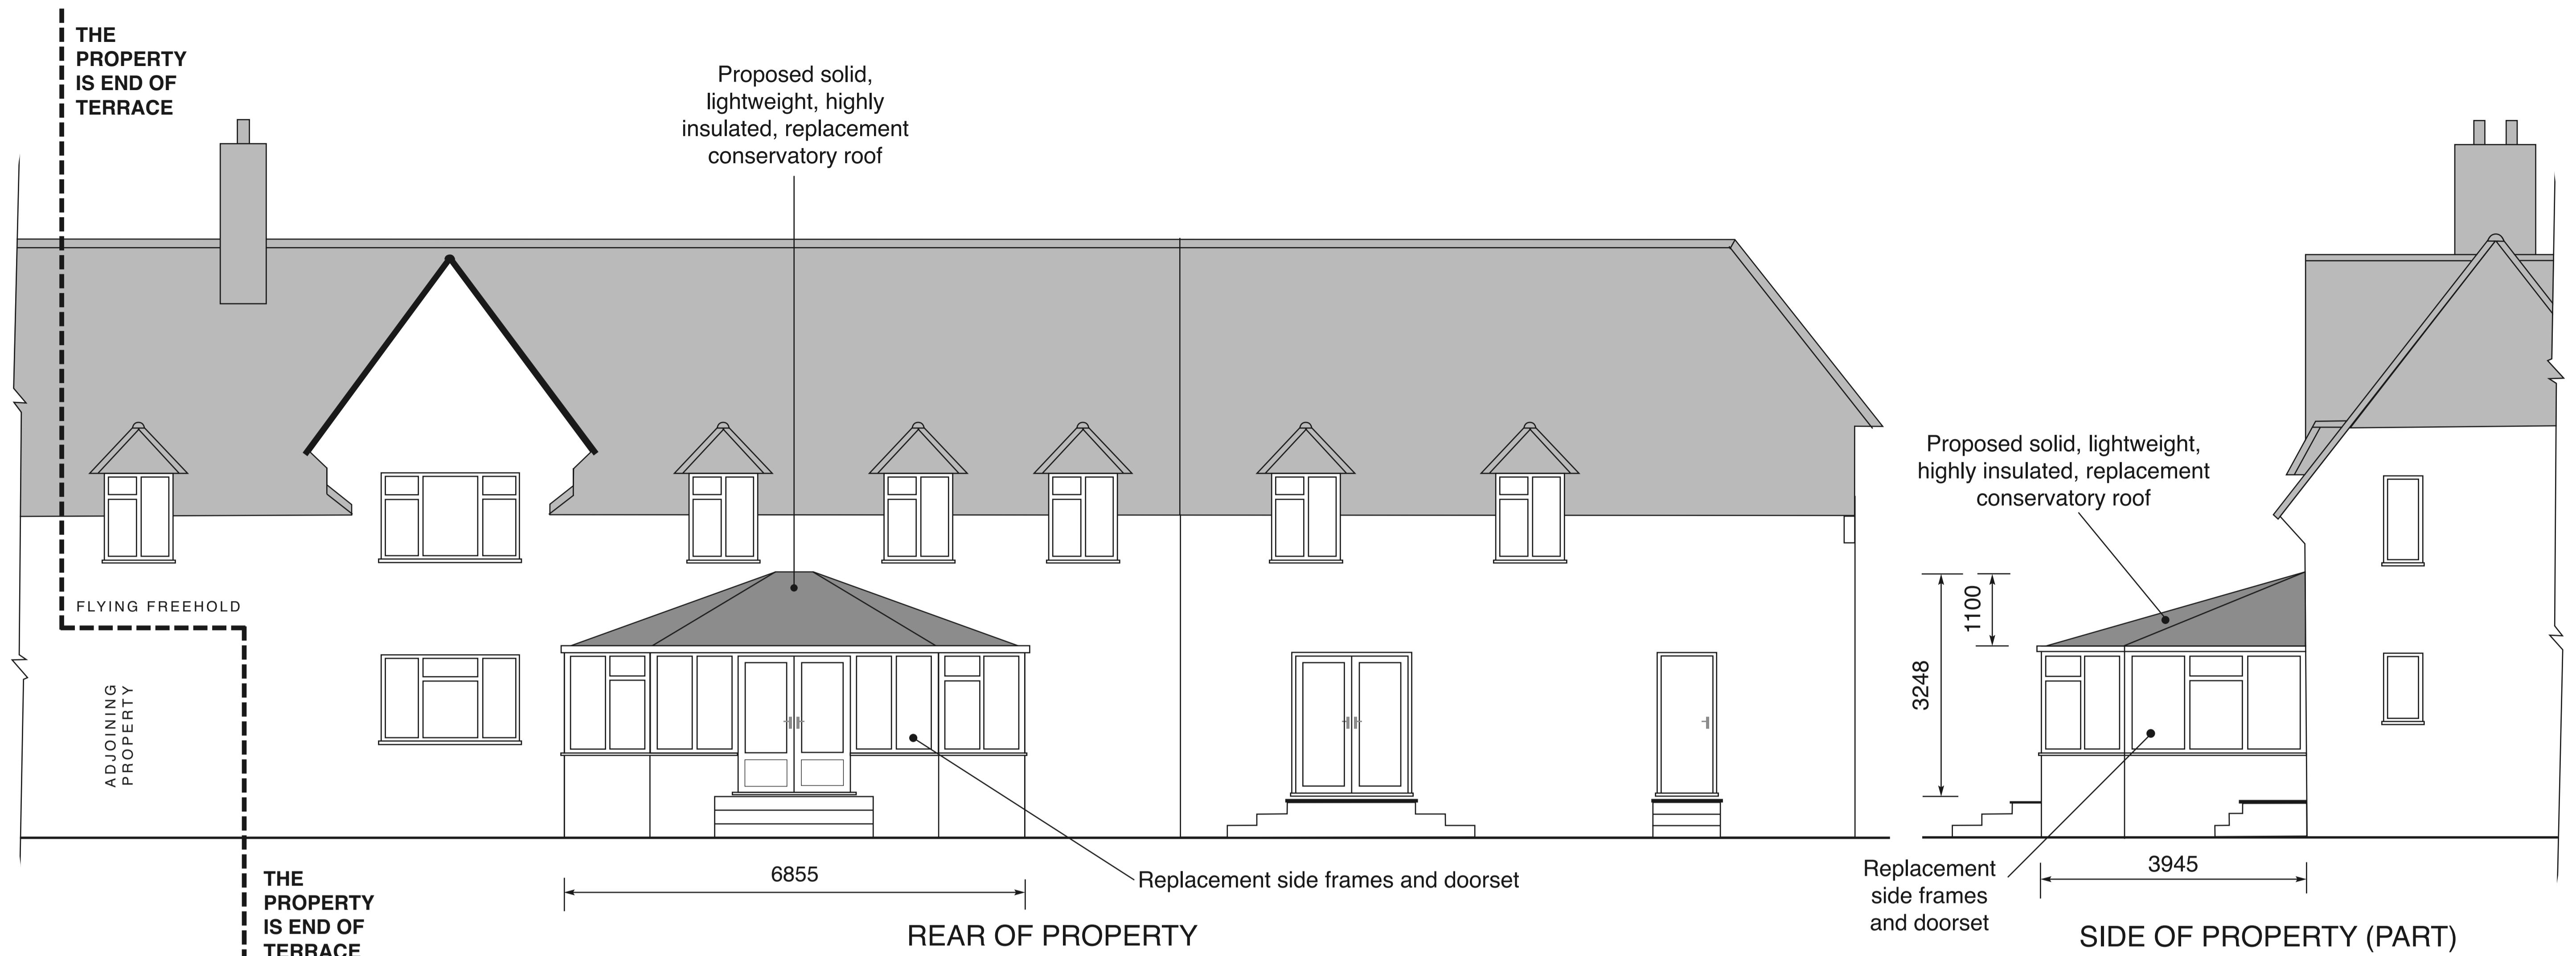 THE
PROPERTY
IS END OF
TERRACE
Proposed solid,
lightweight, highly
insulated, replacement
conservatory roof
FLYING FREEHOLD
ADJOINING
PROPERTY
THE
PROPERTY
IS END OF
TERRACE
6855
Replacement side frames and doorset
REAR OF PROPERTY
Proposed solid, lightweight,
highly insulated, replacement
conservatory roof
1100
3248
Replacement
side frames
and doorset
3945
SIDE OF PROPERTY (PART)